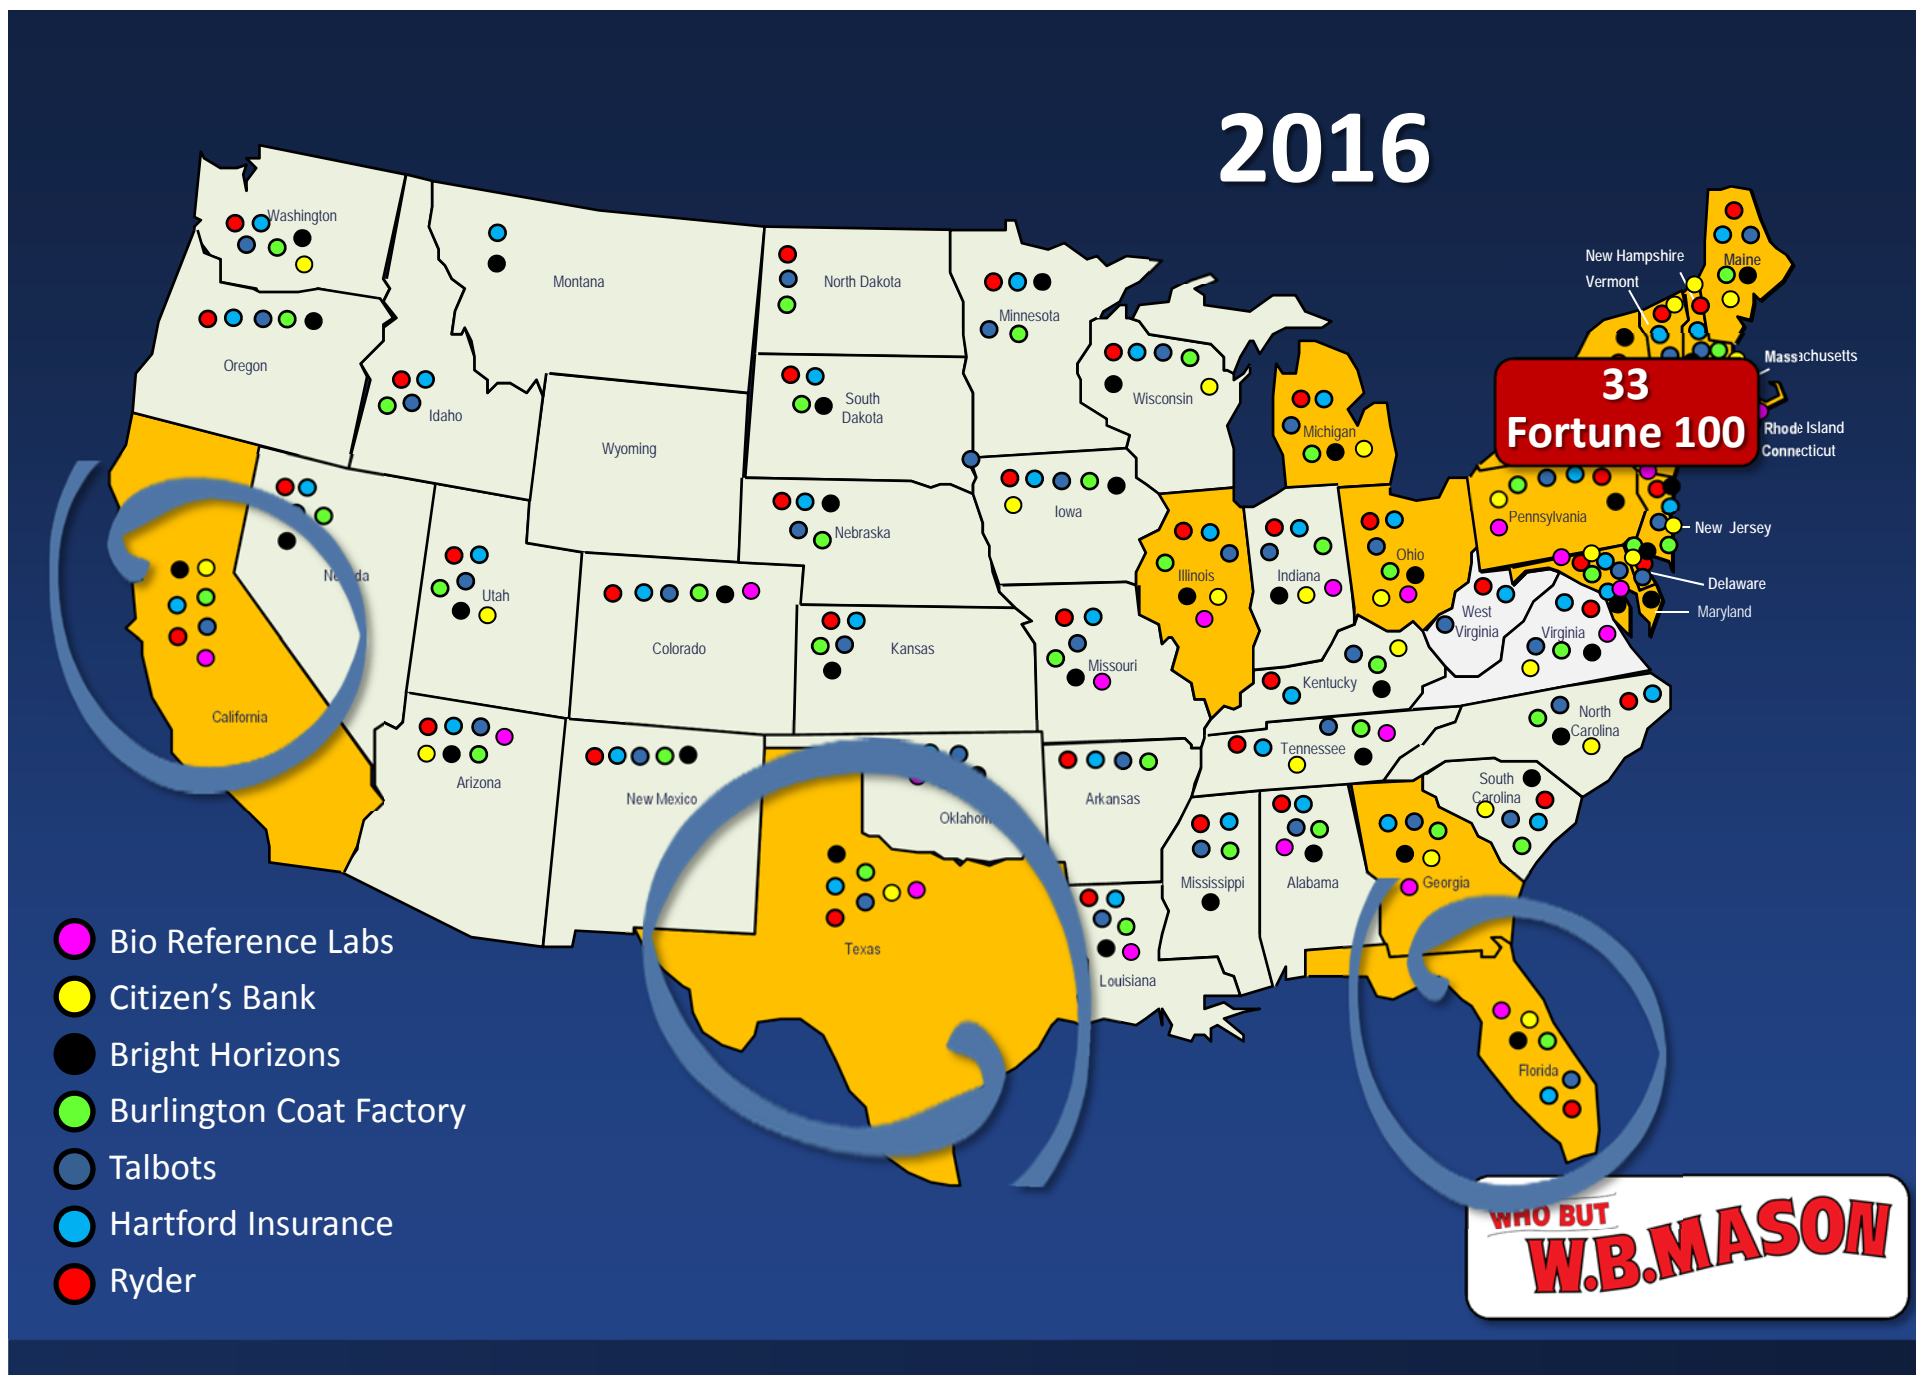 2016
Washington
Montana
North Dakota
Minnesota
New Hampshire
Vermont
Maine
Oregon
Idaho
South
Dakota
Wisconsin
Michigan
Massachusetts
33
Fortune 100
Rhode Island
Connecticut
Wyoming
Nebraska
Iowa
Pennsylvania
New Jersey
Nevada
Utah
Colorado
Kansas
Missouri
Illinois
Indiana
Ohio
West
Virginia
Virginia
Delaware
Maryland
Kentucky
California
Arizona
New Mexico
Oklahoma
Arkansas
Tennessee
North
Carolina
South
Carolina
Texas
Louisiana
Mississippi
Alabama
Georgia
Florida
Bio Reference Labs
Citizen's Bank
Bright Horizons
Burlington Coat Factory
Talbots
Hartford Insurance
Ryder
WHO BUT
W.B.MASON